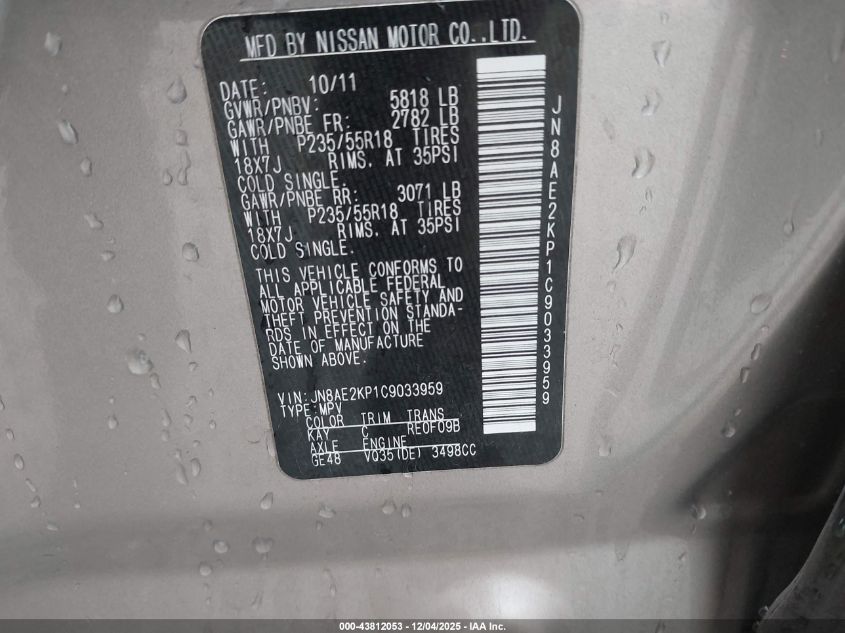 MFD BY NISSAN MOTOR CO.,LTD.
DATE: 10/11
GVWR/PNBV: 5818 LB
GAWR/PNBE FR: 2782 LB
WITH P235/55R18 TIRES
18X7J RIMS, AT 35PSI
COLD SINGLE.
GAWR/PNBE RR: 3071 LB
WITH P235/55R18 TIRES
18X7J RIMS, AT 35PSI
COLD SINGLE.
THIS VEHICLE CONFORMS TO
ALL APPLICABLE FEDERAL
MOTOR VEHICLE SAFETY AND
THEFT PREVENTION STANDA-
RDS IN EFFECT ON THE
DATE OF MANUFACTURE
SHOWN ABOVE.
VIN: JN8AE2KP1C9033959
TYPE: MPV
COLOR TRIM TRANS
KAY C RE0F09B
AXLE ENGINE
GE48 VQ35(DE) 3498CC
JN8AE2KP1C9033959
000-43812053 - 12/04/2025 - IAA Inc.